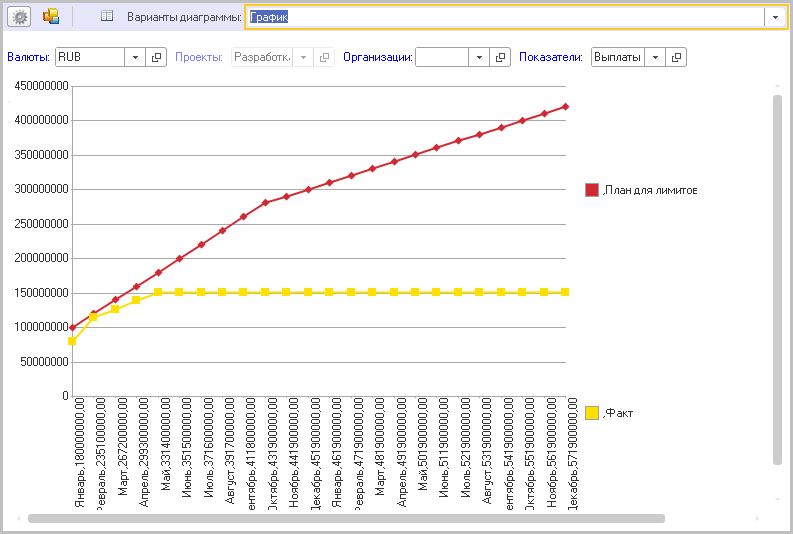 Варианты диаграммы: График
Валюты: RUB Проекты: Разработк Организации: Показатели: Выплаты
450000000
400000000
350000000
300000000
250000000
200000000
150000000
100000000
50000000
0
,План для лимитов
,Факт
Январь,180000000,00
Февраль,235100000,00
Март,267200000,00
Апрель,299300000,00
Май,331400000,00
Июнь,351500000,00
Июль,371600000,00
Август,391700000,00
ентябрь,411800000,00
Октябрь,431900000,00
Ноябрь,441900000,00
Декабрь,451900000,00
Январь,461900000,00
Февраль,471900000,00
Март,481900000,00
Апрель,491900000,00
Май,501900000,00
Июнь,511900000,00
Июль,521900000,00
Август,531900000,00
ентябрь,541900000,00
Октябрь,551900000,00
Ноябрь,561900000,00
Декабрь,571900000,00